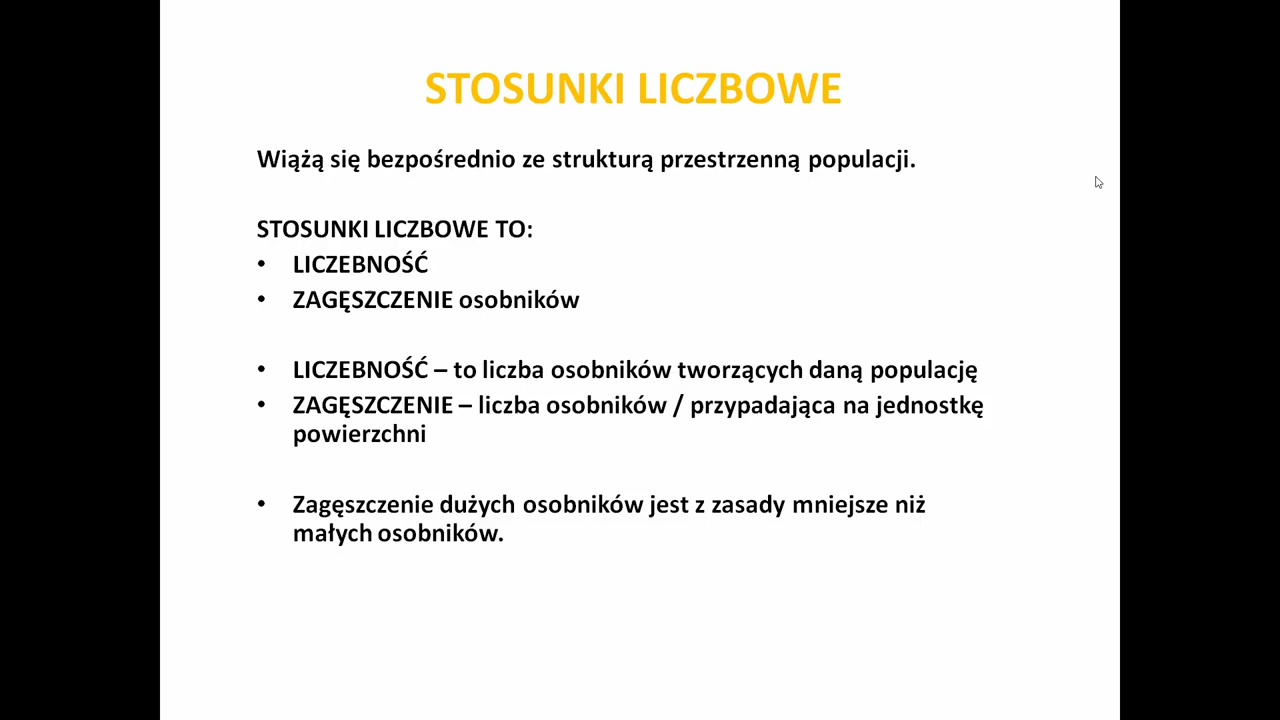 STOSUNKI LICZBOWE
Wiążą się bezpośrednio ze strukturą przestrzenną populacji.
STOSUNKI LICZBOWE TO:
• LICZEBNOŚĆ
• ZAGĘSZCZENIE osobników
• LICZEBNOŚĆ – to liczba osobników tworzących daną populację
• ZAGĘSZCZENIE – liczba osobników / przypadająca na jednostkę
powierzchni
• Zagęszczenie dużych osobników jest z zasady mniejsze niż
małych osobników.